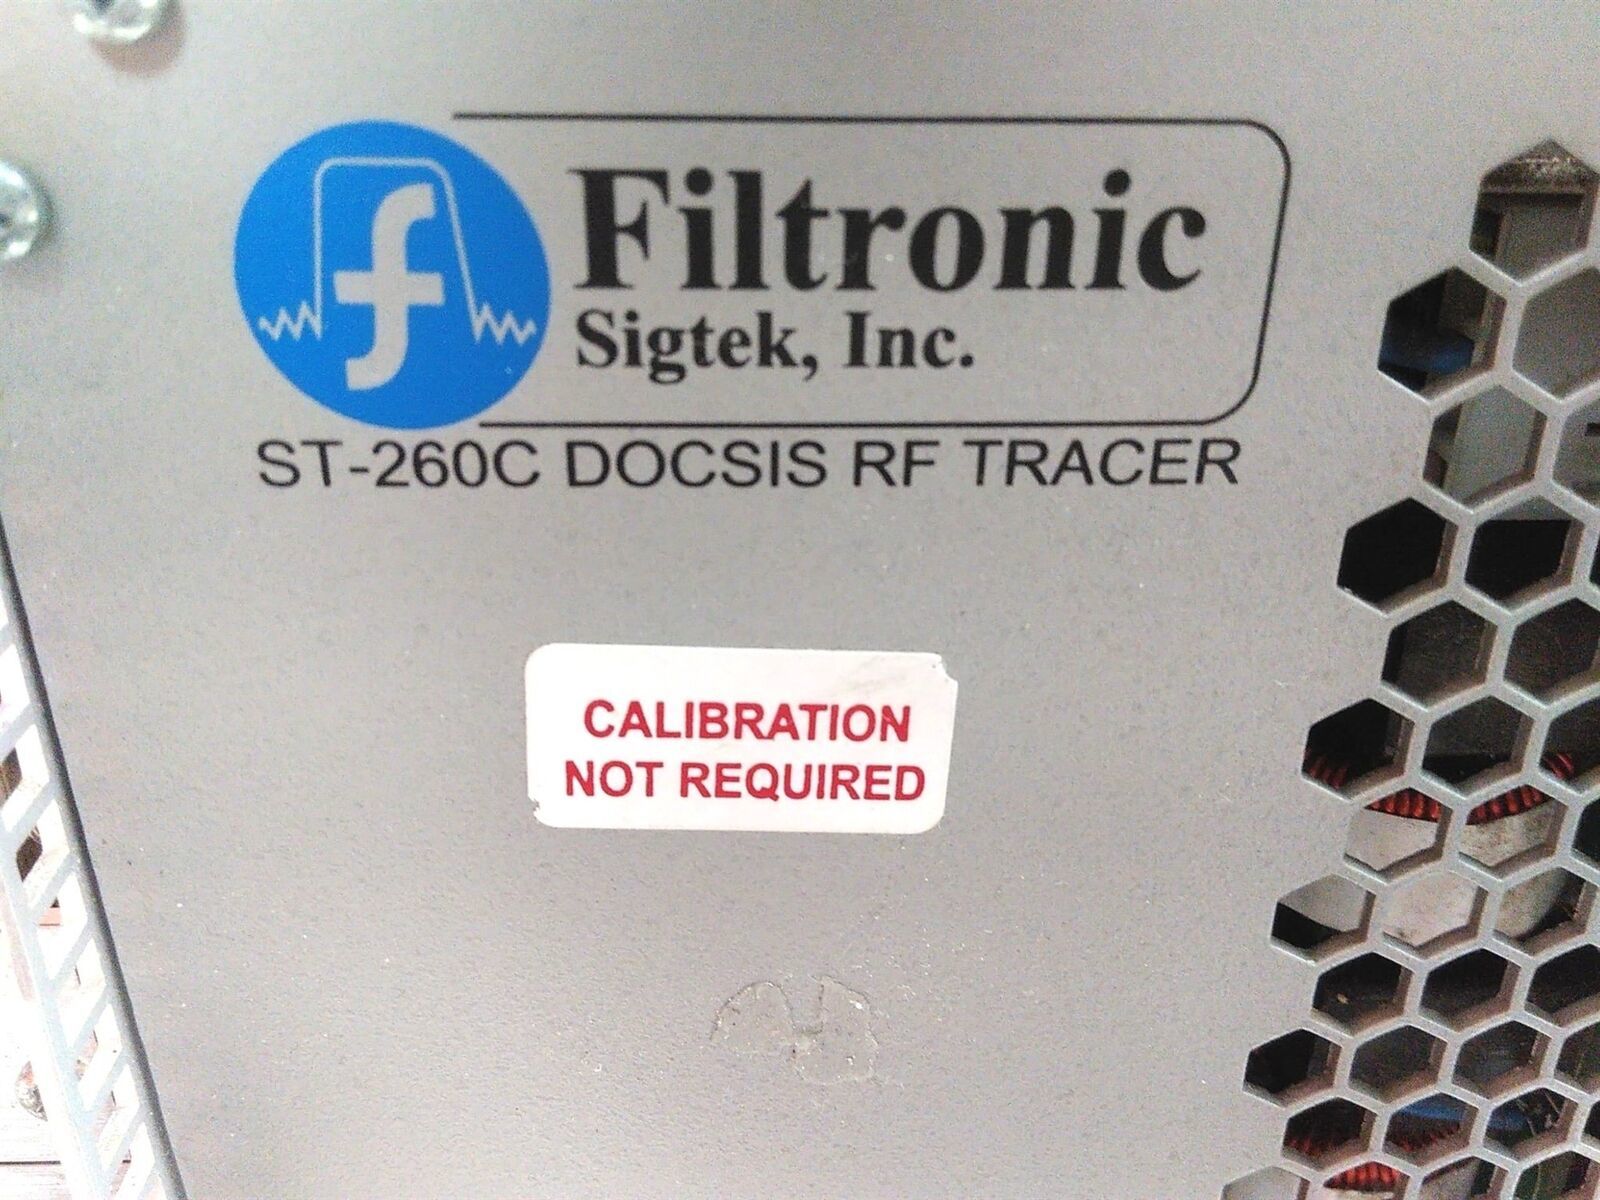 f
Filtronic
Sigtek, Inc.
ST-260C DOCSIS RF TRACER
CALIBRATION
NOT REQUIRED